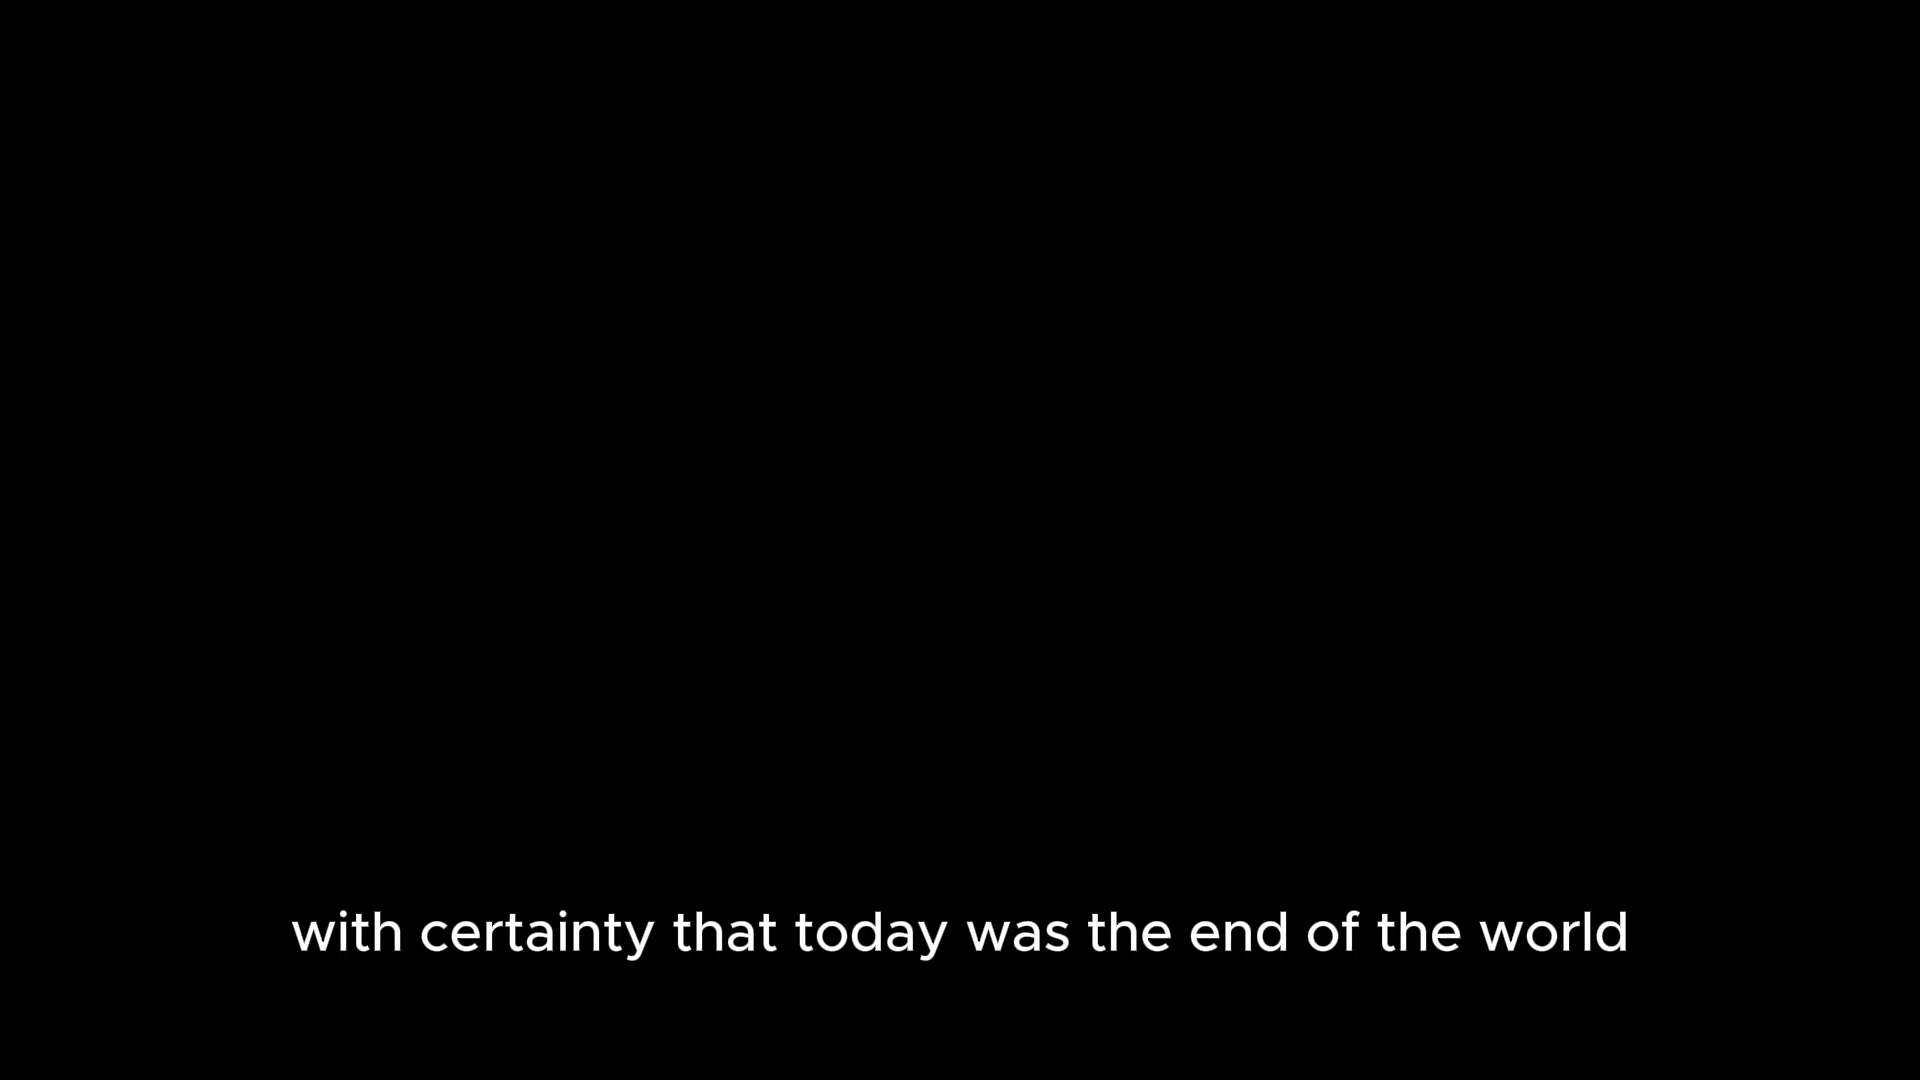 with certainty that today was the end of the world